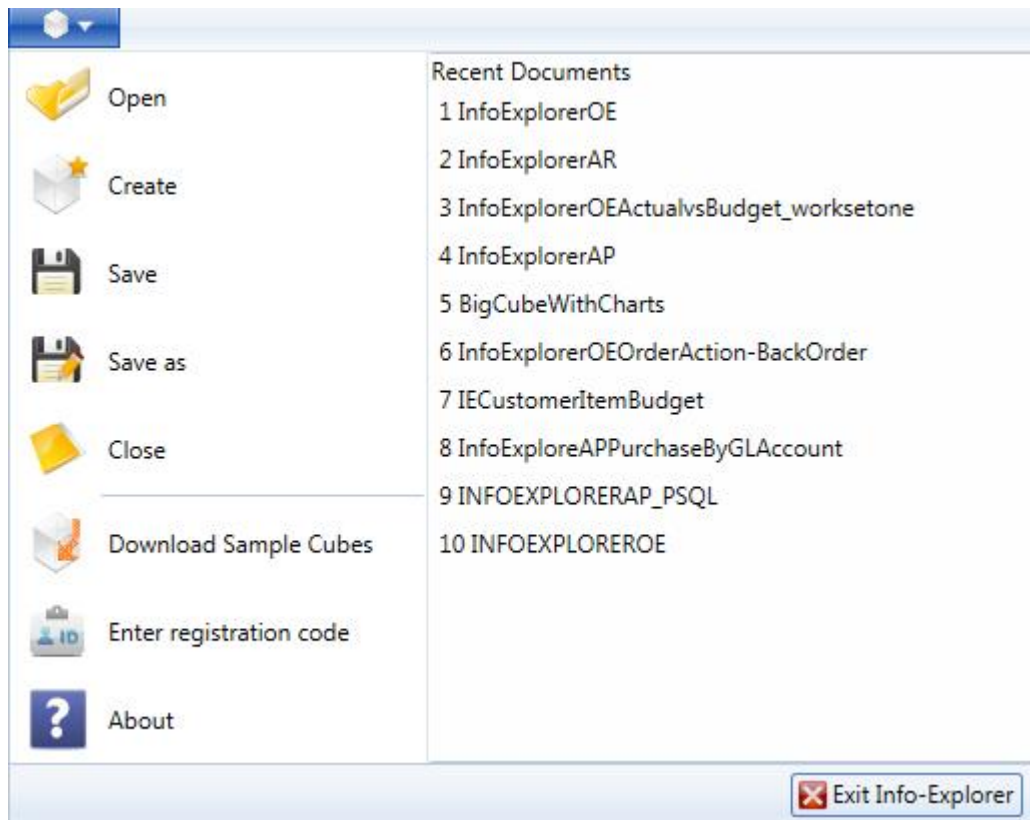 Open
Create
Save
Save as
Close
Download Sample Cubes
Enter registration code
ID
About
Recent Documents
1 InfoExplorerOE
2 InfoExplorerAR
3 InfoExplorerOEActualvsBudget_worksetone
4 InfoExplorerAP
5 BigCubeWithCharts
6 InfoExplorerOEOrderAction-BackOrder
7 IECustomerItemBudget
8 InfoExploreAPPurchaseByGLAccount
9 INFOEXPLORERAP_PSQL
10 INFOEXPLOREROE
Exit Info-Explorer